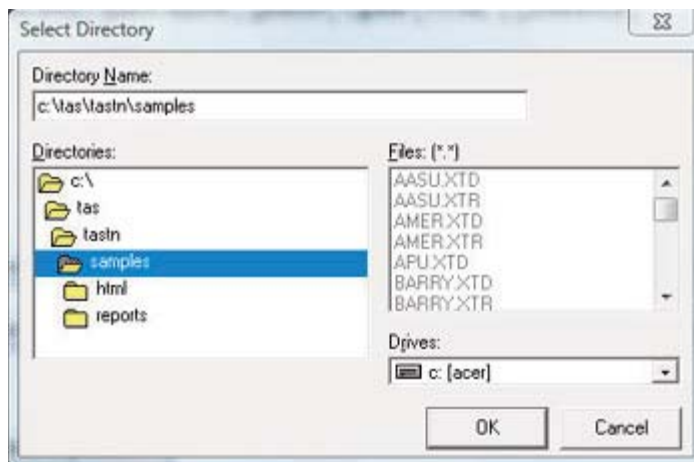 Select Directory
Directory Name:
c:\tas\tastn\samples
Directories:
c:\
tas
tastn
samples
html
reports
Files: (*.*)
AASU.XTD
AASU.XTR
AMER.XTD
AMER.XTR
APU.XTD
BARRY.XTD
BARRY.XTR
Drives:
c: [acer]
OK
Cancel